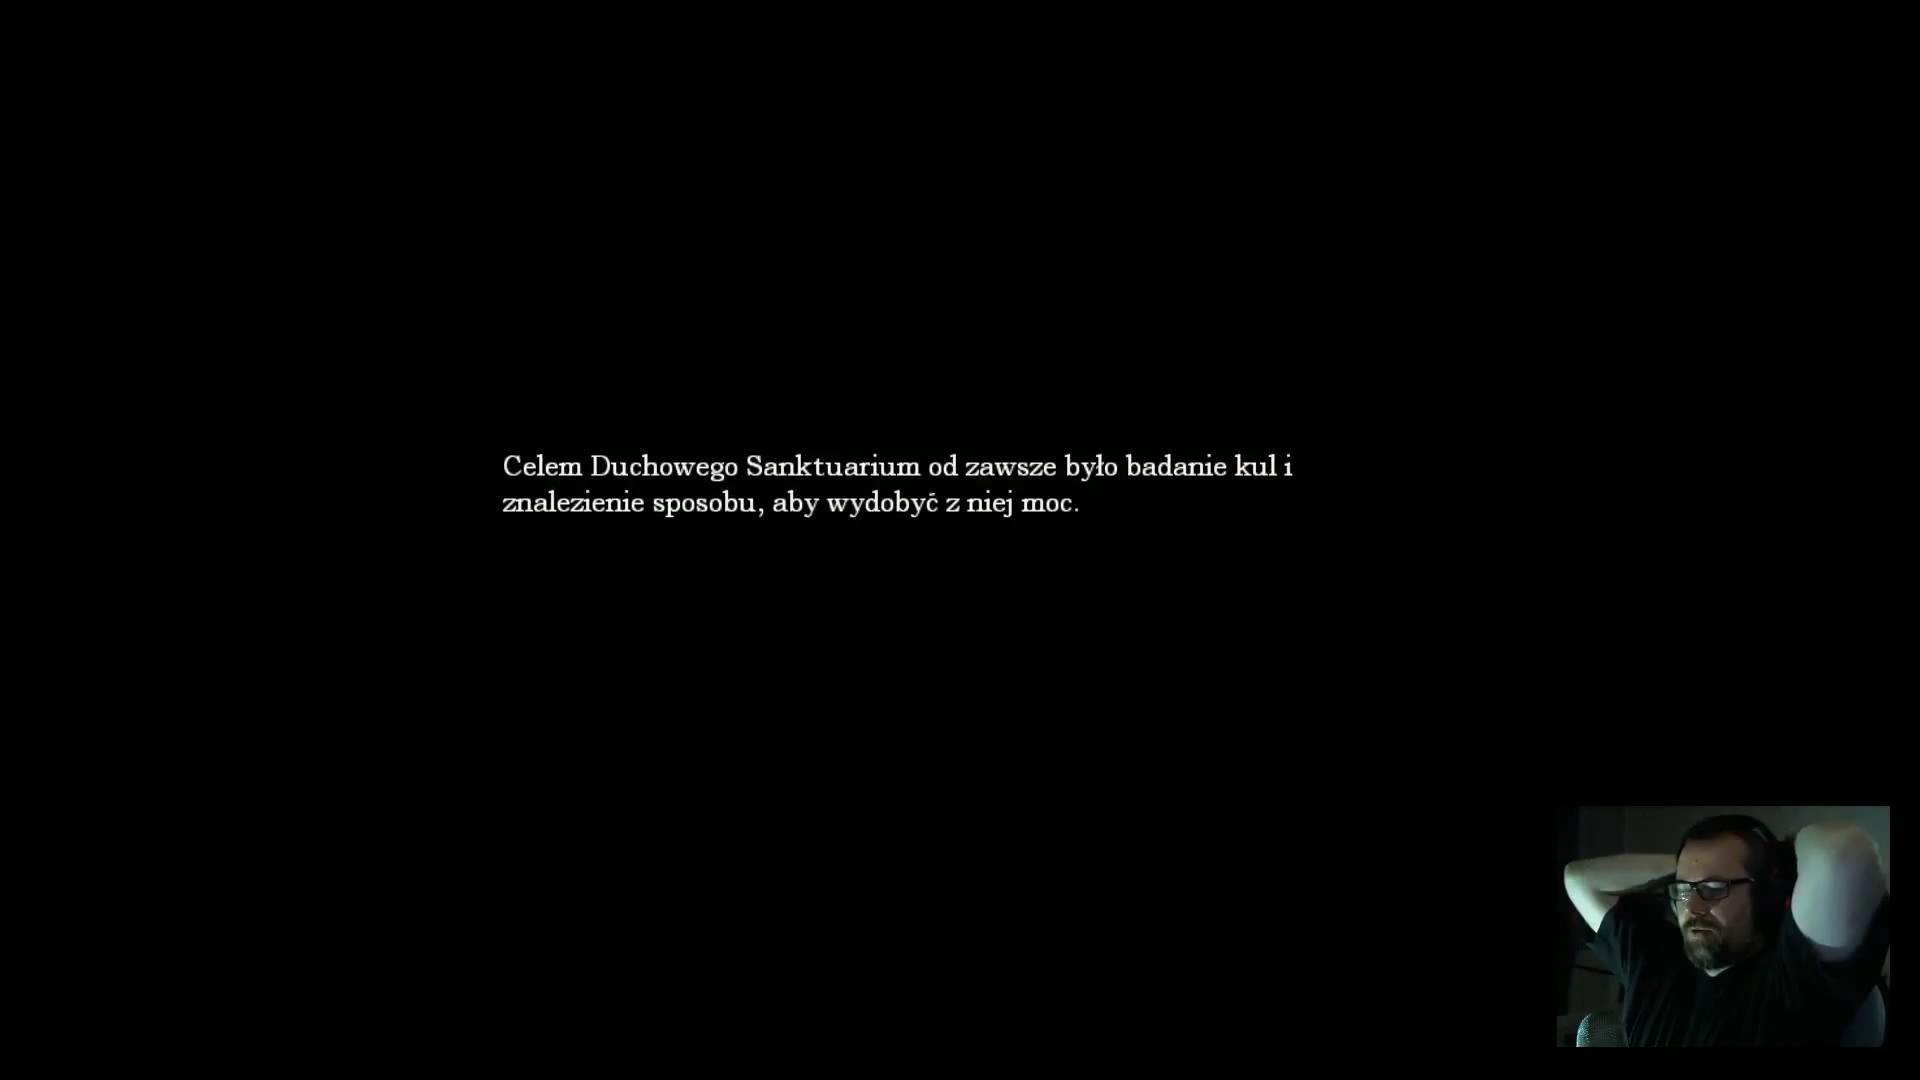 Celem Duchowego Sanktuarium od zawsze było badanie kul i
znalezienie sposobu, aby wydobyć z niej moc.